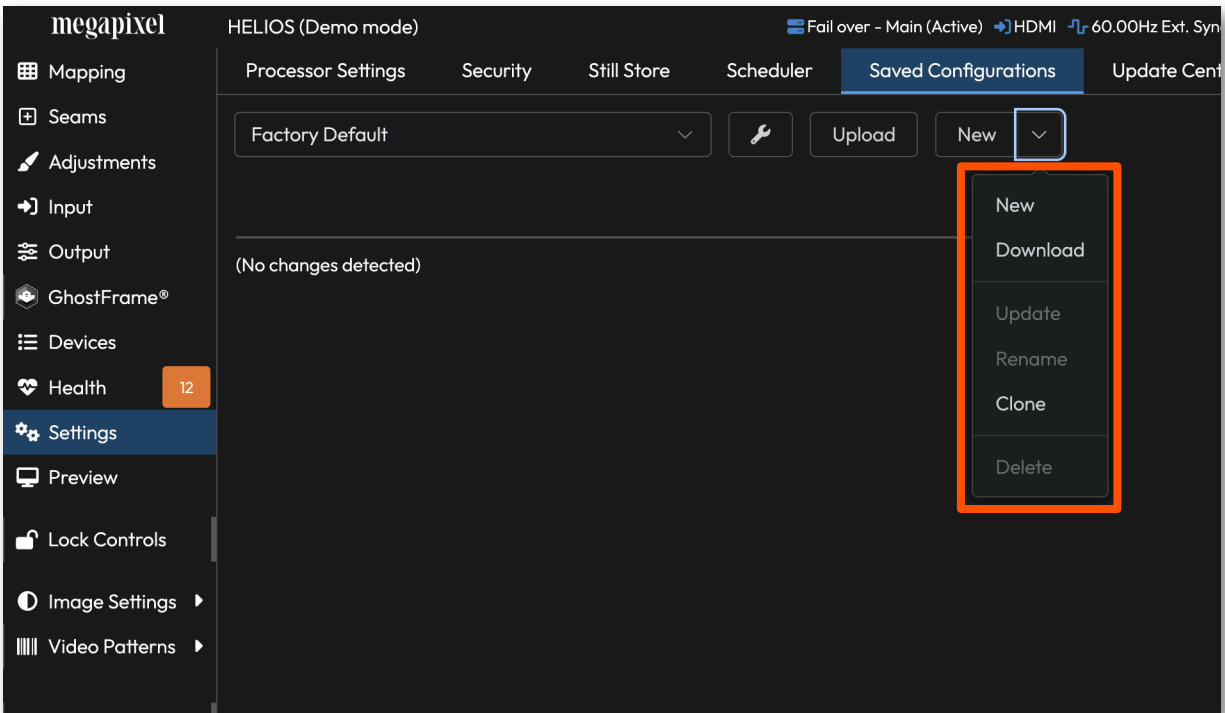 megapixel
HELIOS (Demo mode)
Fail over - Main (Active) HDMI 60.00Hz Ext. Syn
Mapping
Seams
Adjustments
Input
Output
GhostFrame®
Devices
Health 12
Settings
Preview
Lock Controls
Image Settings
Video Patterns
Processor Settings Security Still Store Scheduler Saved Configurations Update Cent
Factory Default Upload New
(No changes detected)
New
Download
Update
Rename
Clone
Delete